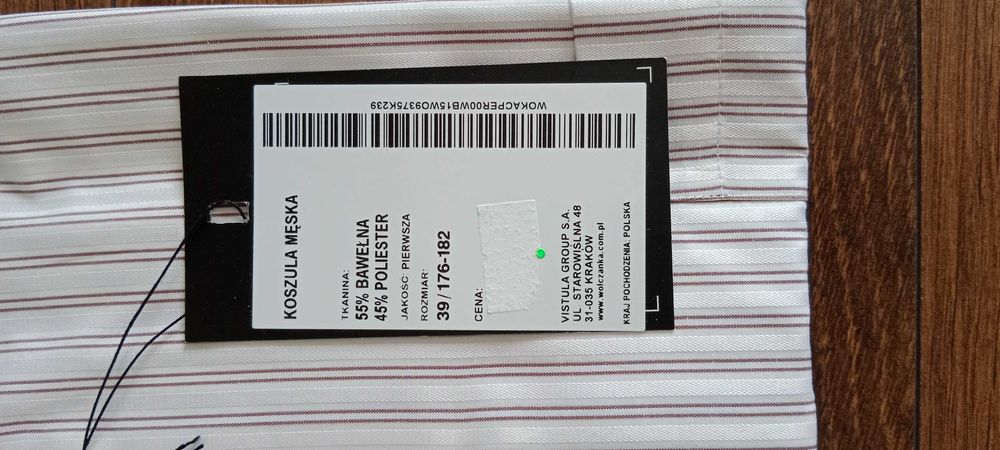 WOKACPER00WB15WO9375K239
KOSZULA MĘSKA
TKANINA:
55% BAWEŁNA
45% POLIESTER
JAKOŚĆ: PIERWSZA
ROZMIAR:
39 / 176-182
CENA:
VISTULA GROUP S.A.
UL. STAROWIŚLNA 48
31-035 KRAKÓW
www.wolczanka.com.pl
KRAJ POCHODZENIA: POLSKA